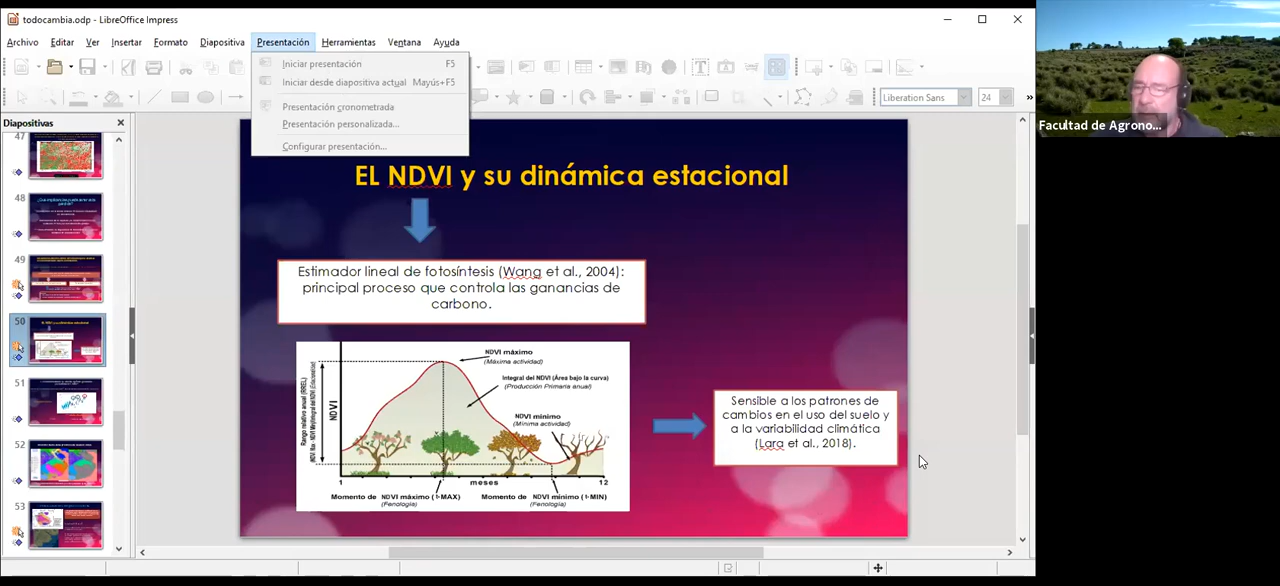 todocambia.odp - LibreOffice Impress
Archivo Editar Ver Insertar Formato Diapositiva Presentación Herramientas Ventana Ayuda
Iniciar presentación F5
Iniciar desde diapositiva actual Mayús+F5
Presentación cronometrada
Presentación personalizada...
Configurar presentación...
Liberation Sans 24
Diapositivas
47
48
49
50
51
52
53
EL NDVI y su dinámica estacional
Estimador lineal de fotosíntesis (Wang et al., 2004):
principal proceso que controla las ganancias de
carbono.
NDVI máximo
(Máxima actividad)
Integral del NDVI (Área bajo la curva)
(Producción Primaria anual)
NDVI mínimo
(Mínima actividad)
Rango relativo anual (RREL)
NDVI
1 meses 12
Momento de NDVI máximo (t-MAX) Momento de NDVI mínimo (t-MIN)
(Fenología) (Fenología)
Sensible a los patrones de
cambios en el uso del suelo y
a la variabilidad climática
(Lara et al., 2018).
Facultad de Agrono...